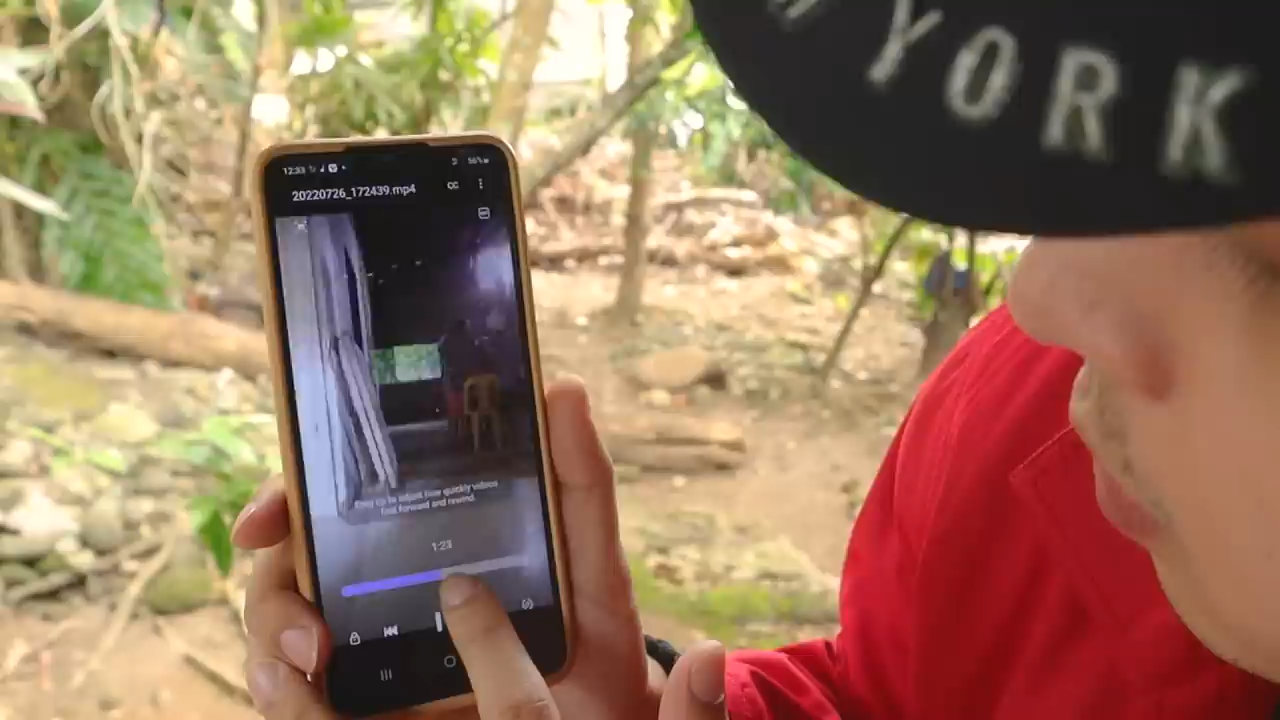 YORK
12:33
56%
20220726_172439.mp4
CC
Drag up to adjust how quickly videos
fast forward and rewind.
1:23